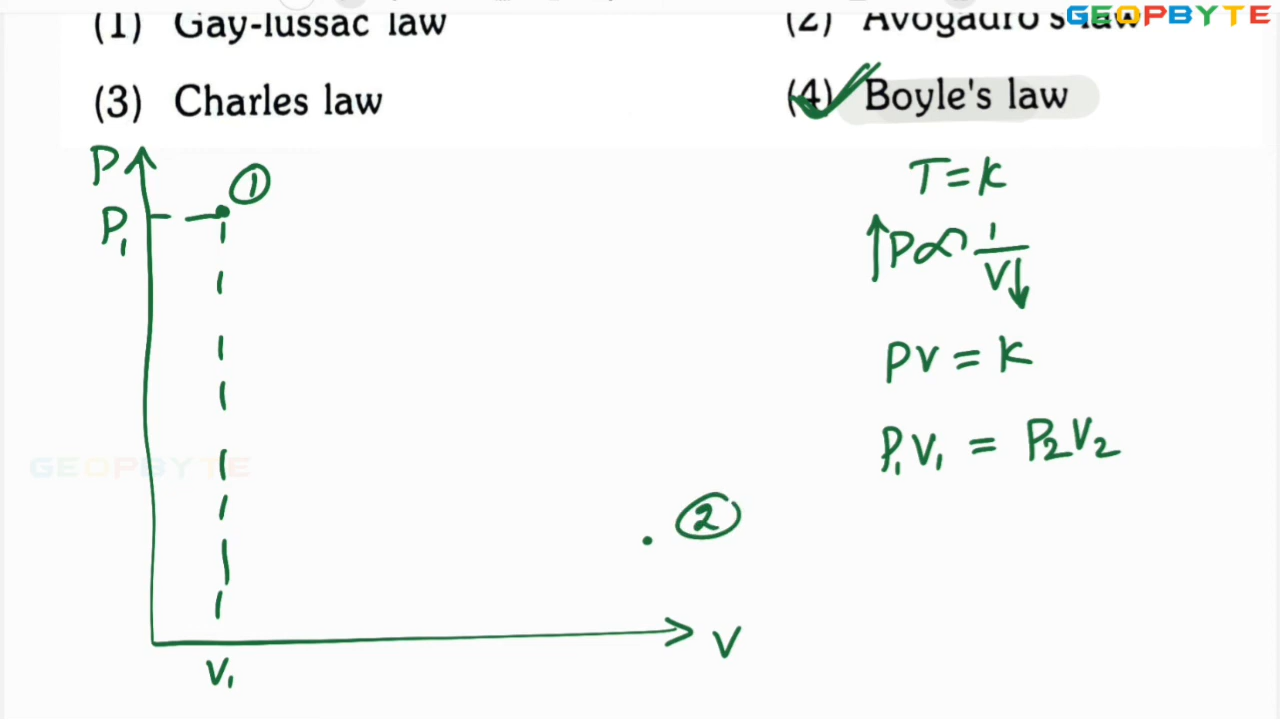 GEOPBYTE
(1) Gay-lussac law
(2) Avogadro's law
(3) Charles law
(4) Boyle's law
P
P₁
①
T = K
↑P ∝ 1/V↓
PV = K
P₁V₁ = P₂V₂
GEOPBYTE
②
V
V₁